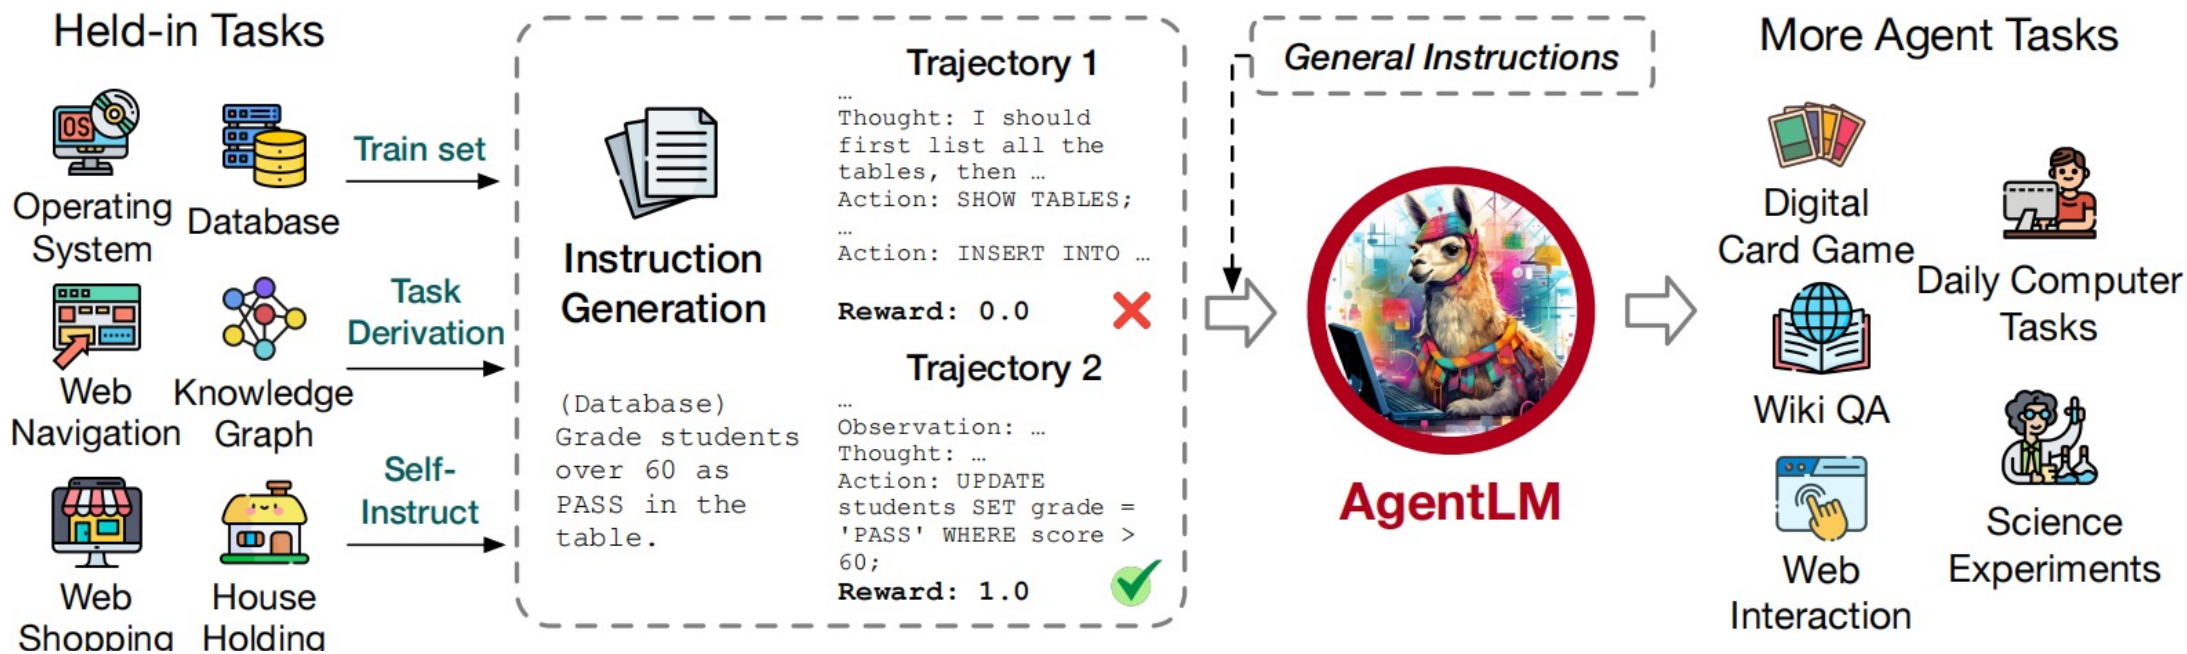 Held-in Tasks
OS
Operating
System
Database
Web
Navigation
Knowledge
Graph
Web
Shopping
House
Holding
Train set
Task
Derivation
Self-
Instruct
Instruction
Generation
(Database)
Grade students
over 60 as
PASS in the
table.
Trajectory 1
…
Thought: I should
first list all the
tables, then …
Action: SHOW TABLES;
…
Action: INSERT INTO …
Reward: 0.0
Trajectory 2
…
Observation: …
Thought: …
Action: UPDATE
students SET grade =
'PASS' WHERE score >
60;
Reward: 1.0
General Instructions
AgentLM
More Agent Tasks
Digital
Card Game
Daily Computer
Tasks
Wiki QA
Science
Experiments
Web
Interaction